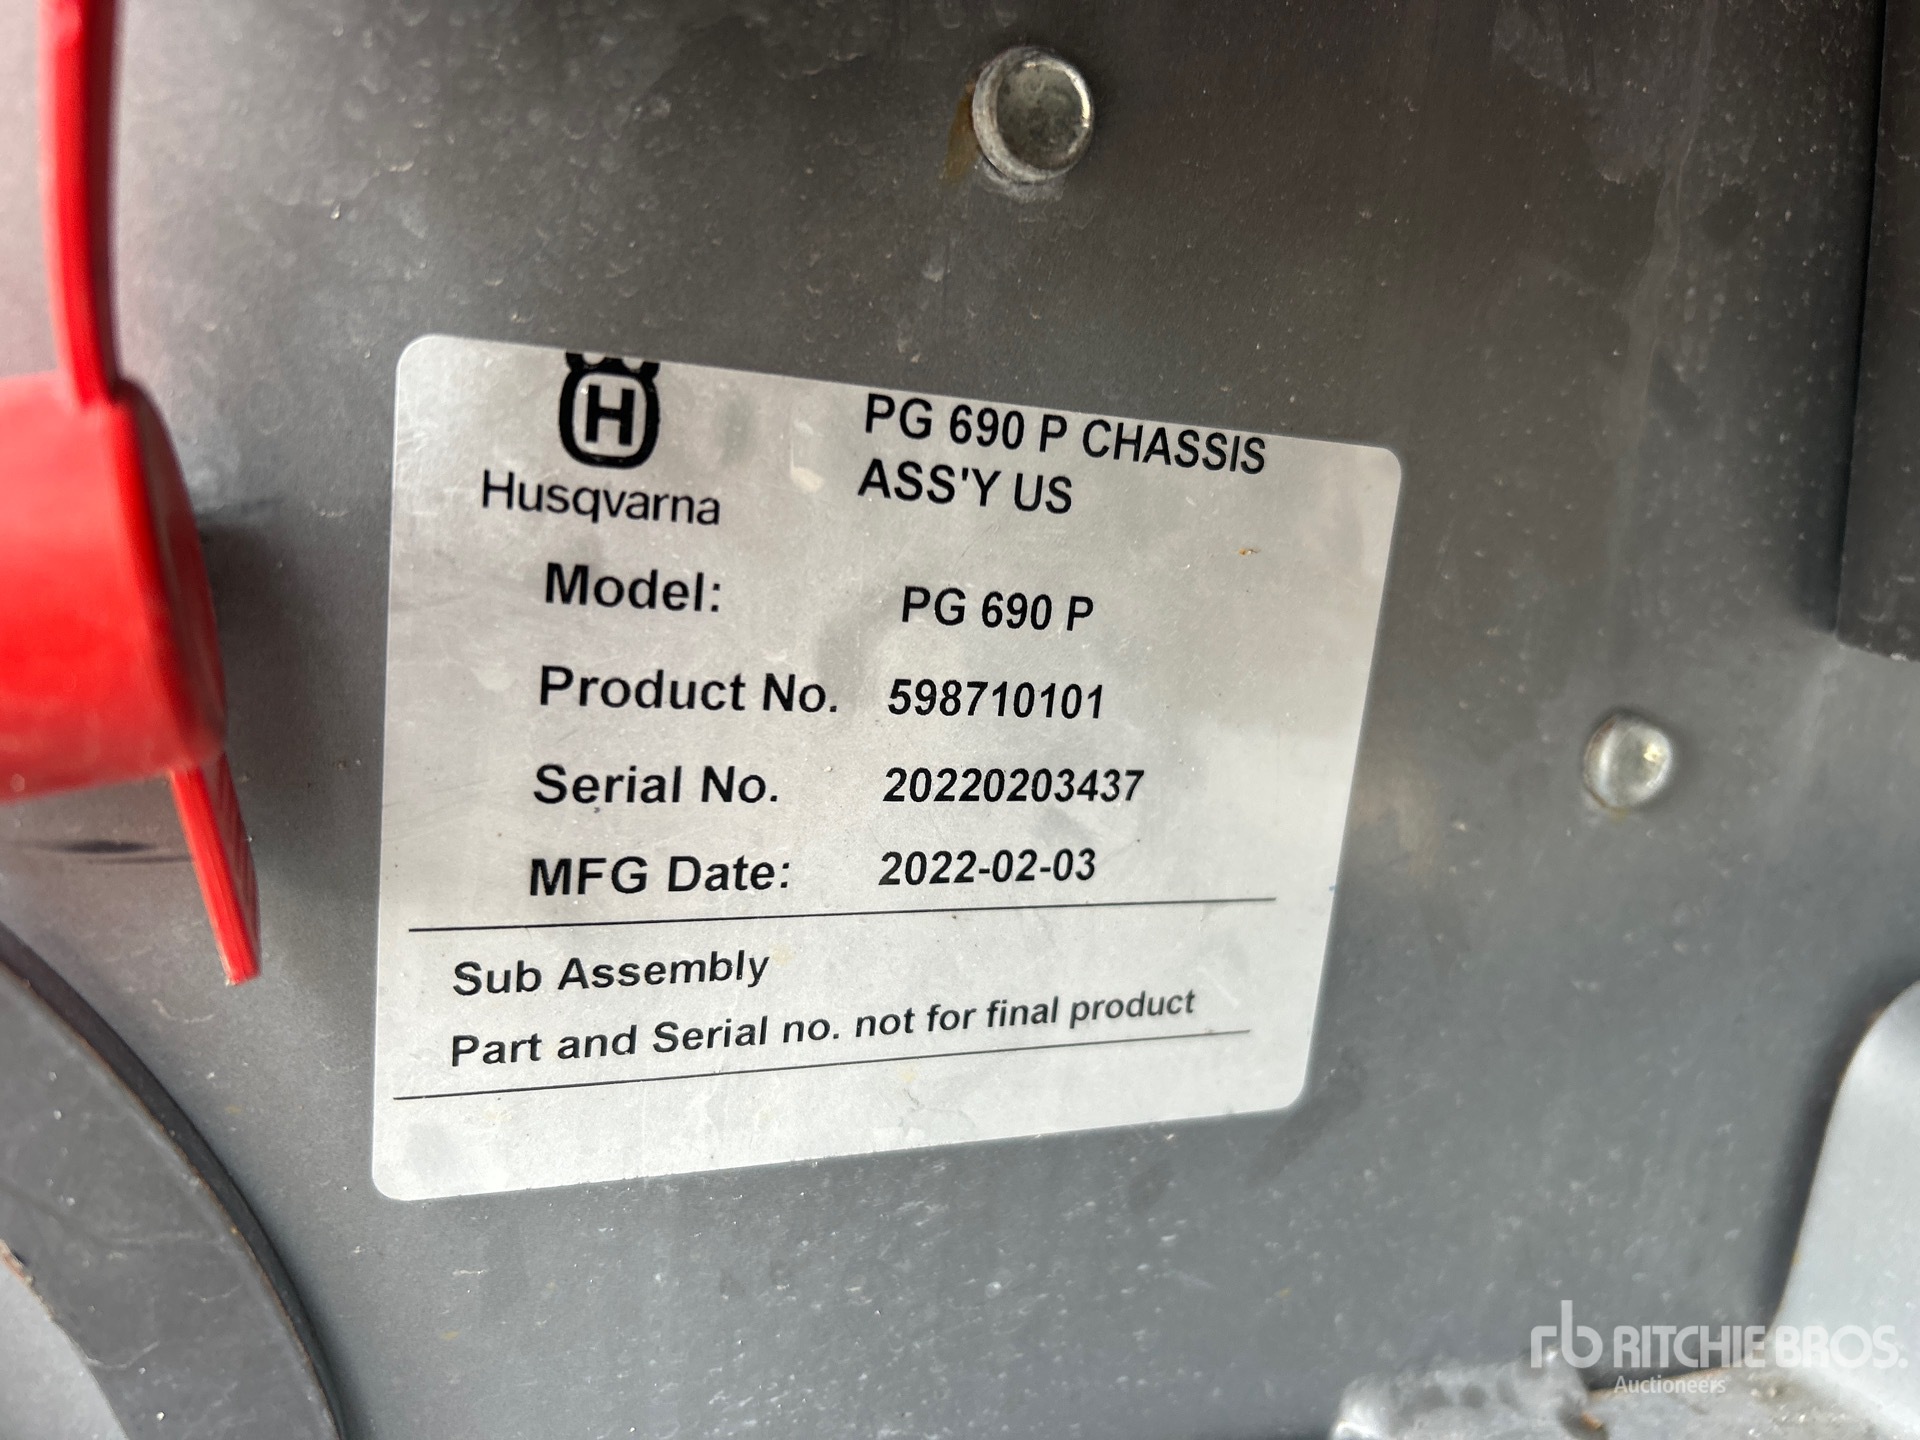 H
Husqvarna
PG 690 P CHASSIS
ASS'Y US
Model: PG 690 P
Product No. 598710101
Serial No. 20220203437
MFG Date: 2022-02-03
Sub Assembly
Part and Serial no. not for final product
rb RITCHIE BROS.
Auctioneers